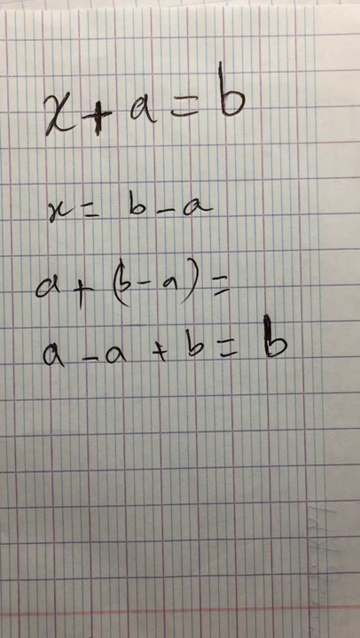 x + a = b
x = b - a
a + (b - a) =
a - a + b = b